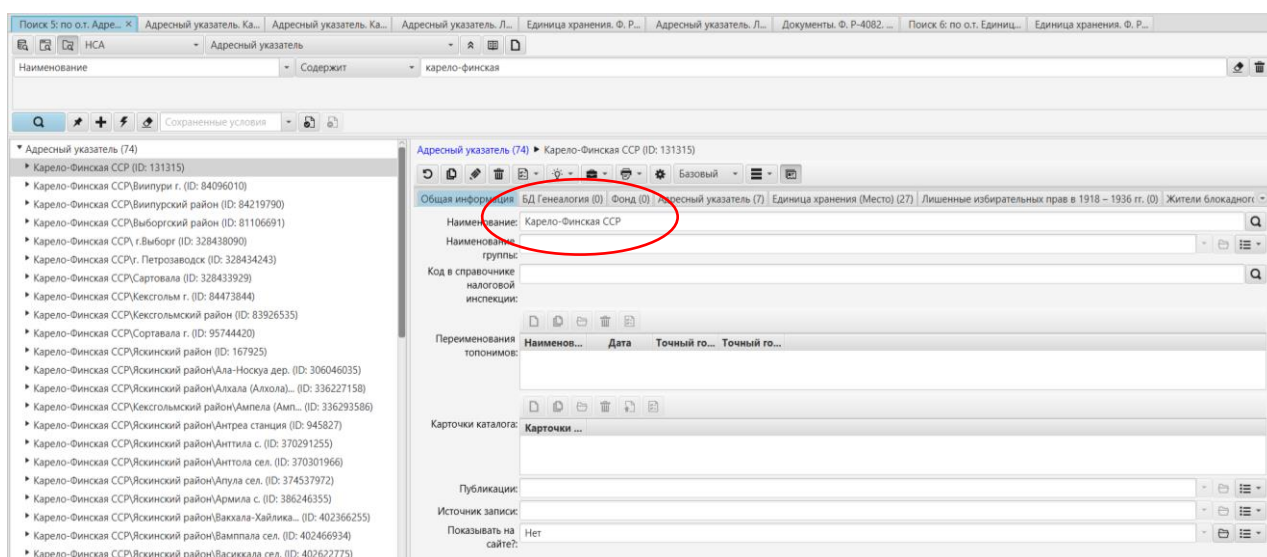 Поиск 5: по о.т. Адре... × Адресный указатель. Ка... Адресный указатель. Ка... Адресный указатель. Л... Единица хранения. Ф. Р... Адресный указатель. Л... Документы. Ф. Р-4082. ... Поиск 6: по о.т. Единиц... Единица хранения. Ф. Р...
НСА Адресный указатель
Наименование Содержит карело-финская
Сохраненные условия
Адресный указатель (74)
Карело-Финская ССР (ID: 131315)
Карело-Финская ССР\Виипури г. (ID: 84096010)
Карело-Финская ССР\Виипурский район (ID: 84219790)
Карело-Финская ССР\Выборгский район (ID: 81106691)
Карело-Финская ССР\ г.Выборг (ID: 328438090)
Карело-Финская ССР\г. Петрозаводск (ID: 328434243)
Карело-Финская ССР\Сартовала (ID: 328433929)
Карело-Финская ССР\Кексгольм г. (ID: 84473844)
Карело-Финская ССР\Кексгольмский район (ID: 83926535)
Карело-Финская ССР\Сортавала г. (ID: 95744420)
Карело-Финская ССР\Яскинский район (ID: 167925)
Карело-Финская ССР\Яскинский район\Ала-Носкуа дер. (ID: 306046035)
Карело-Финская ССР\Яскинский район\Алхала (Алхола)... (ID: 336227158)
Карело-Финская ССР\Кексгольмский район\Ампела (Амп... (ID: 336293586)
Карело-Финская ССР\Яскинский район\Антреа станция (ID: 945827)
Карело-Финская ССР\Яскинский район\Анттила с. (ID: 370291255)
Карело-Финская ССР\Яскинский район\Анттола сел. (ID: 370301966)
Карело-Финская ССР\Яскинский район\Апула сел. (ID: 374537972)
Карело-Финская ССР\Яскинский район\Армила с. (ID: 386246355)
Карело-Финская ССР\Яскинский район\Ваккала-Хайлика... (ID: 402366255)
Карело-Финская ССР\Яскинский район\Вамппала сел. (ID: 402466934)
Карело-Финская ССР\Яскинский район\Васиккала сел. (ID: 402622775)
Адресный указатель (74) Карело-Финская ССР (ID: 131315)
Базовый
Общая информация БД Генеалогия (0) Фонд (0) Адресный указатель (7) Единица хранения (Место) (27) Лишенные избирательных прав в 1918 – 1936 гг. (0) Жители блокадного
Наименование: Карело-Финская ССР
Наименование
группы:
Код в справочнике
налоговой
инспекции:
Переименования
топонимов:
Наименов... Дата Точный го... Точный го...
Карточки каталога: Карточки ...
Публикации:
Источник записи:
Показывать на
сайте?:
Нет